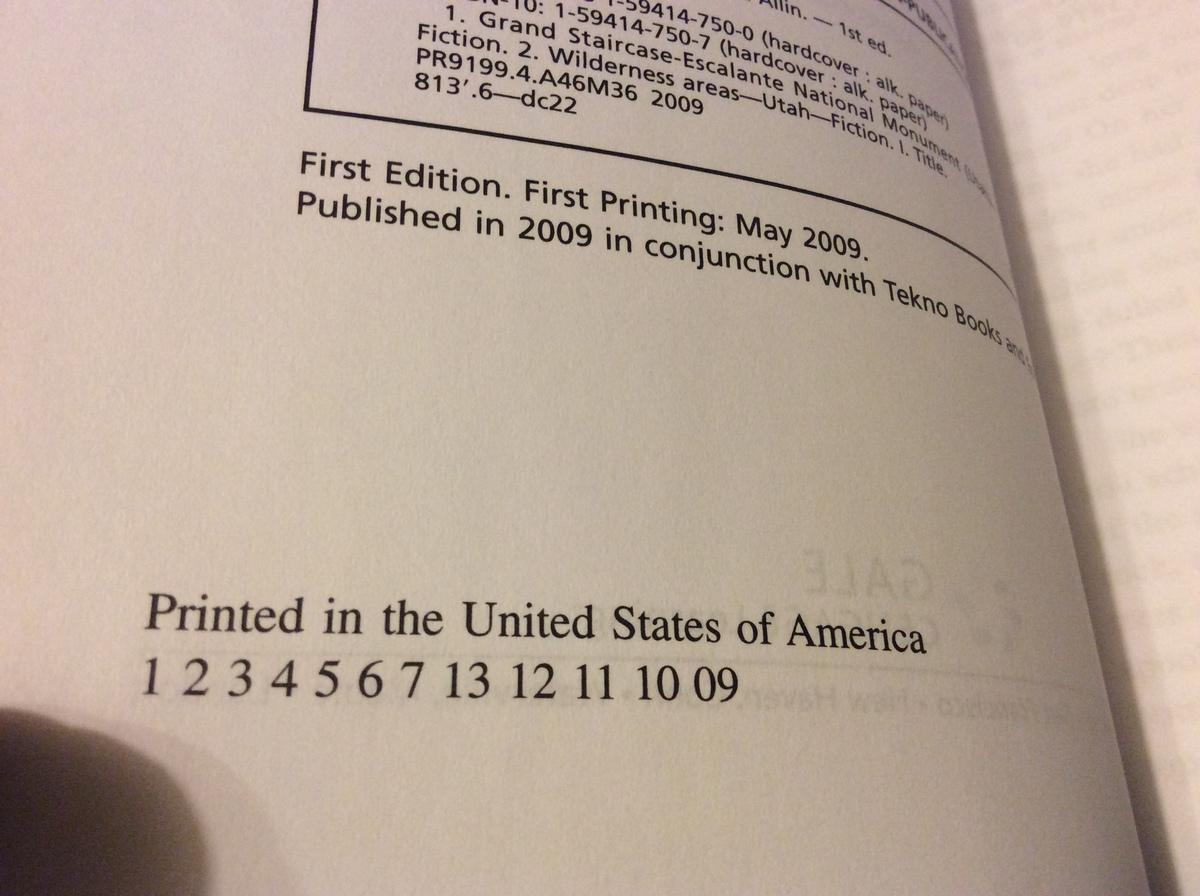 Allin. — 1st ed.
1-59414-750-0 (hardcover : alk. paper)
10: 1-59414-750-7 (hardcover : alk. paper)
1. Grand Staircase-Escalante National Monument
Fiction. 2. Wilderness areas—Utah—Fiction. I. Title.
PR9199.4.A46M36 2009
813′.6—dc22
First Edition. First Printing: May 2009.
Published in 2009 in conjunction with Tekno Books and
Printed in the United States of America
1 2 3 4 5 6 7 13 12 11 10 09